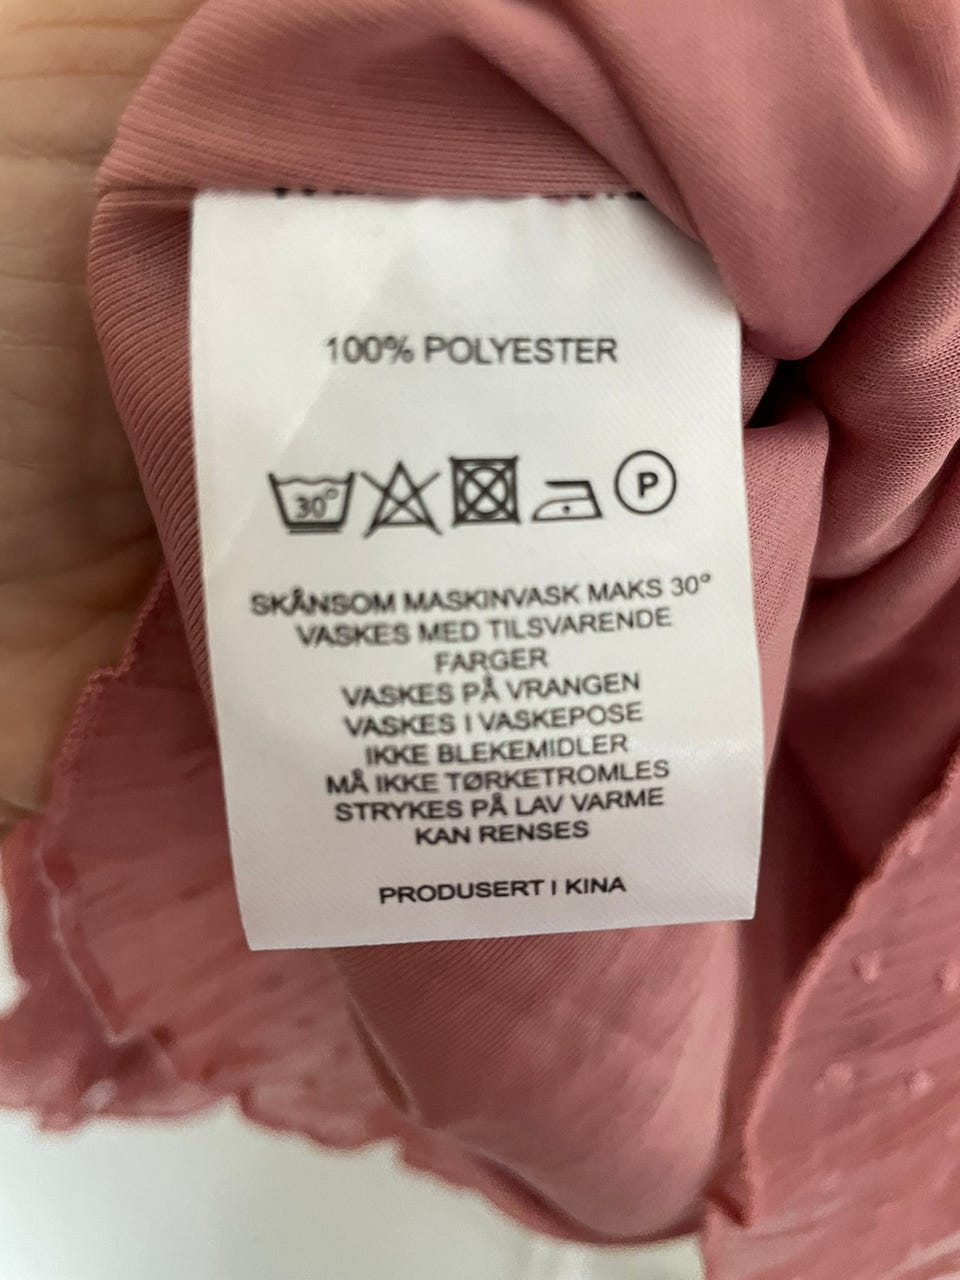 100% POLYESTER
30°
P
SKÅNSOM MASKINVASK MAKS 30°
VASKES MED TILSVARENDE
FARGER
VASKES PÅ VRANGEN
VASKES I VASKEPOSE
IKKE BLEKEMIDLER
MÅ IKKE TØRKETROMLES
STRYKES PÅ LAV VARME
KAN RENSES
PRODUSERT I KINA